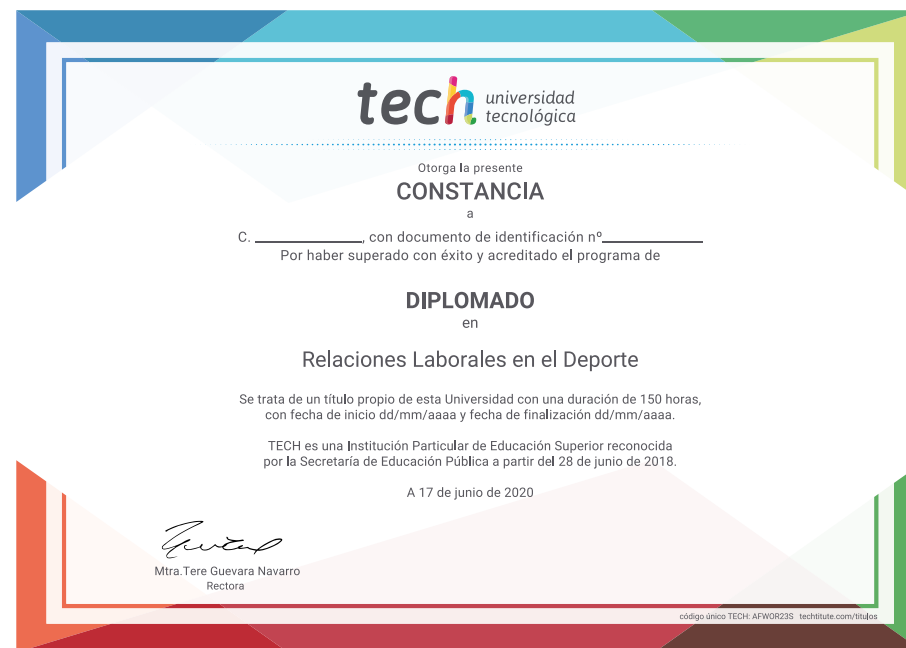 tech universidad
tecnológica
Otorga la presente
CONSTANCIA
a
C. ____________, con documento de identificación nº____________
Por haber superado con éxito y acreditado el programa de
DIPLOMADO
en
Relaciones Laborales en el Deporte
Se trata de un título propio de esta Universidad con una duración de 150 horas,
con fecha de inicio dd/mm/aaaa y fecha de finalización dd/mm/aaaa.
TECH es una Institución Particular de Educación Superior reconocida
por la Secretaría de Educación Pública a partir del 28 de junio de 2018.
A 17 de junio de 2020
Mtra.Tere Guevara Navarro
Rectora
código único TECH: AFWOR23S techtitute.com/titulos